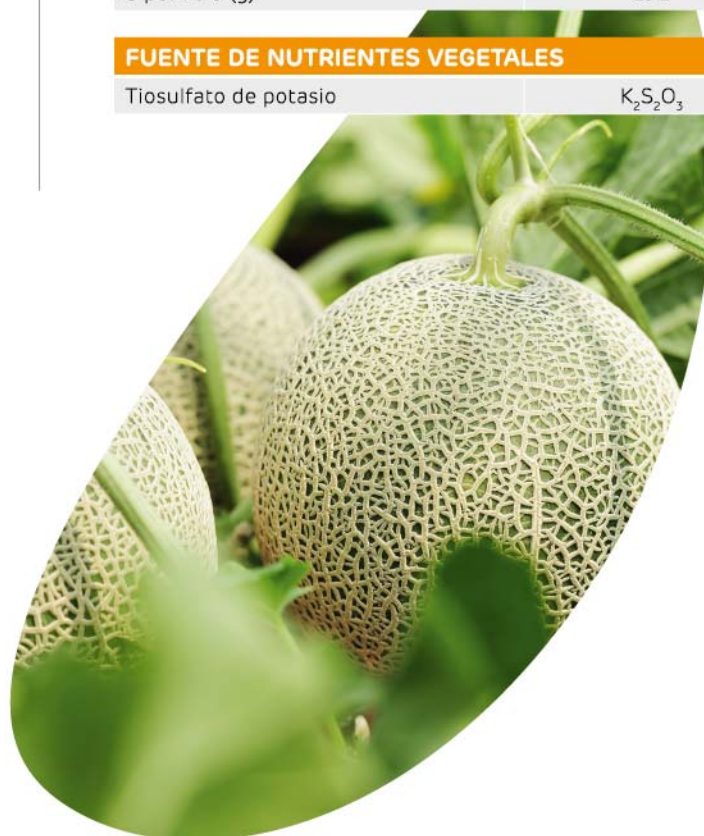 FUENTE DE NUTRIENTES VEGETALES
Tiosulfato de potasio K₂S₂O₃